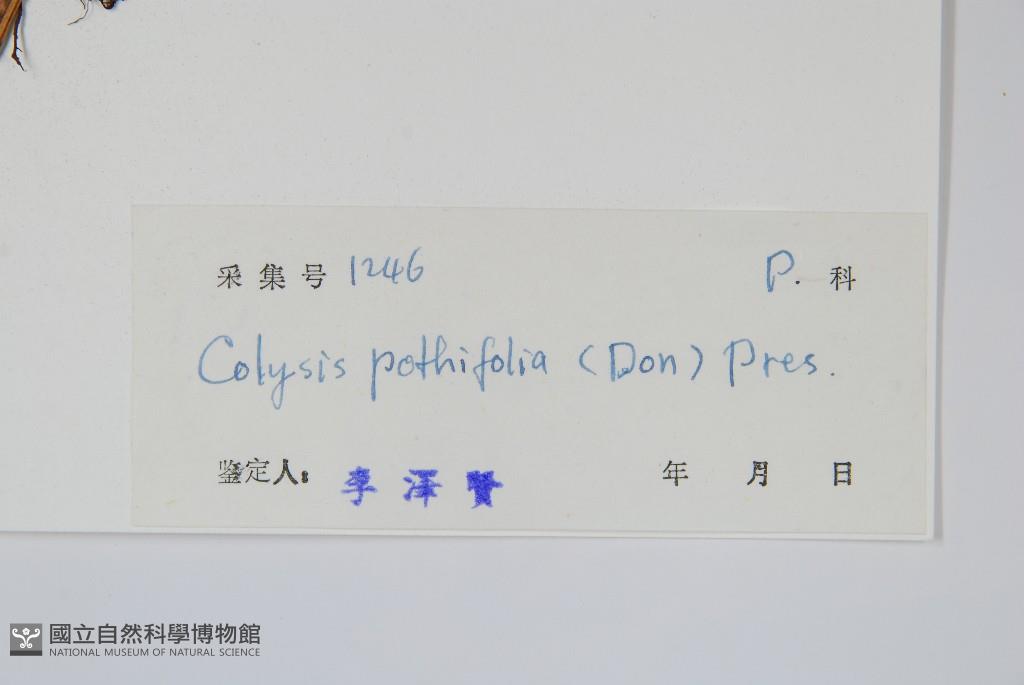 采集号 1246 P. 科
Colysis pothifolia (Don) Pres.
鉴定人: 李泽賢 年 月 日
國立自然科學博物館
NATIONAL MUSEUM OF NATURAL SCIENCE